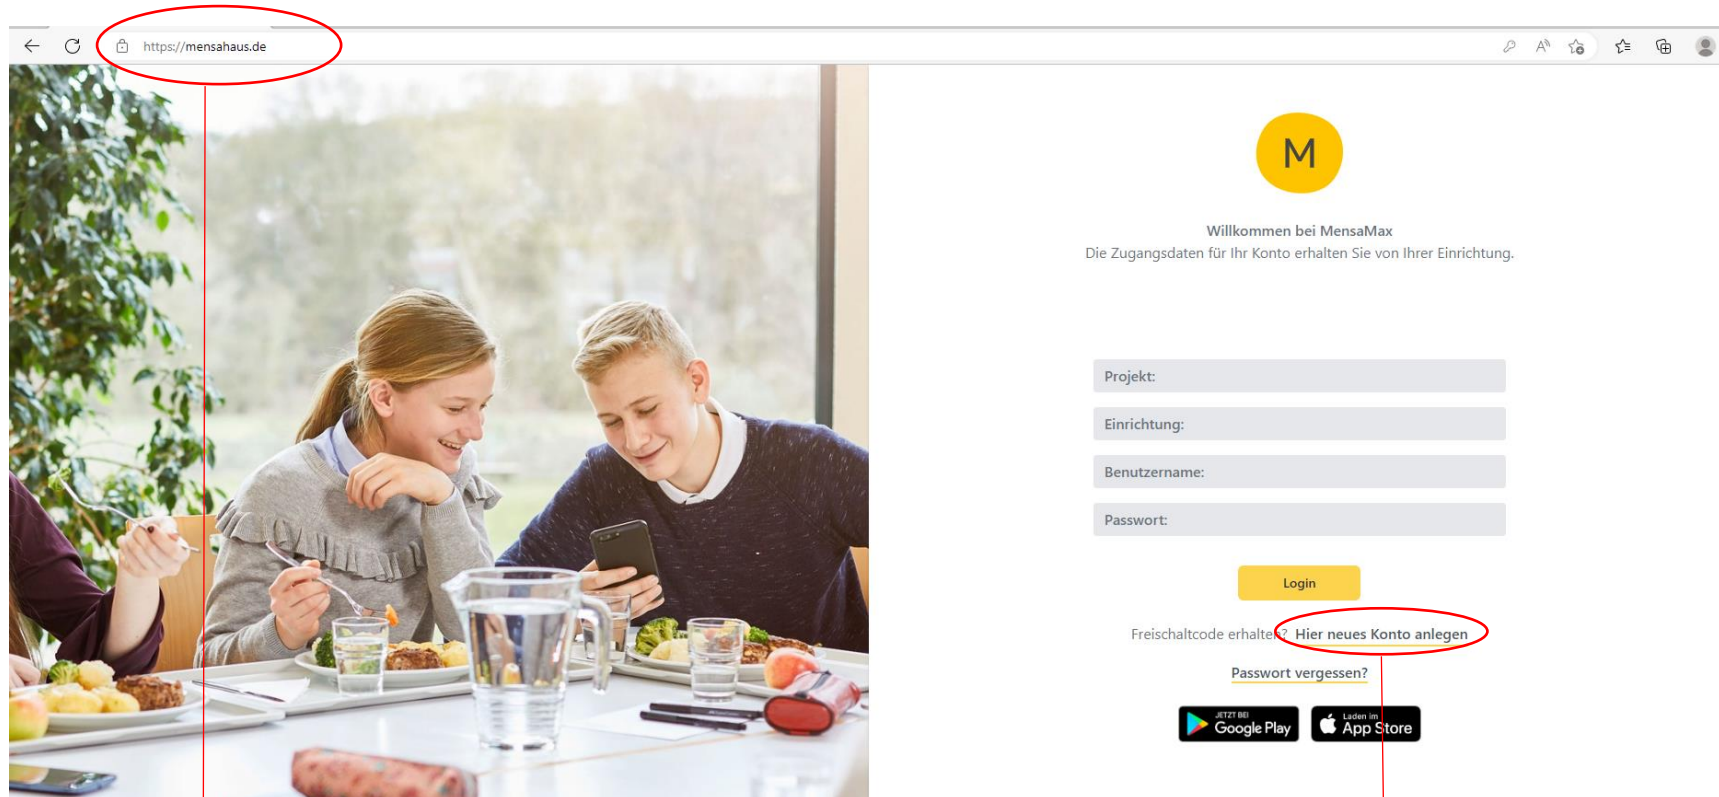 https://mensahaus.de
M
Willkommen bei MensaMax
Die Zugangsdaten für Ihr Konto erhalten Sie von Ihrer Einrichtung.
Projekt:
Einrichtung:
Benutzername:
Passwort:
Login
Freischaltcode erhalten? Hier neues Konto anlegen
Passwort vergessen?
JETZT BEI
Google Play
Laden im
App Store